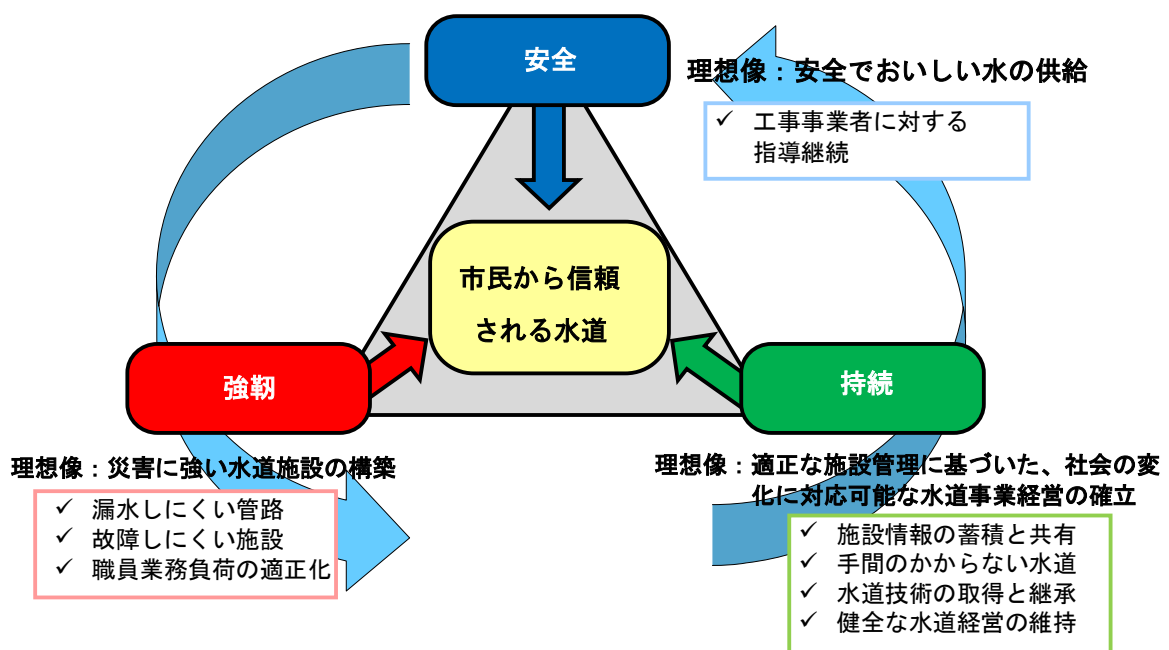 安全
理想像：安全でおいしい水の供給
✓ 工事事業者に対する
指導継続
市民から信頼
される水道
強靭
持続
理想像：災害に強い水道施設の構築
✓ 漏水しにくい管路
✓ 故障しにくい施設
✓ 職員業務負荷の適正化
理想像：適正な施設管理に基づいた、社会の変
化に対応可能な水道事業経営の確立
✓ 施設情報の蓄積と共有
✓ 手間のかからない水道
✓ 水道技術の取得と継承
✓ 健全な水道経営の維持